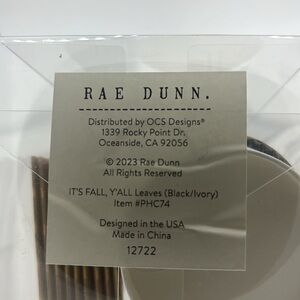 RAE DUNN.
Distributed by OCS Designs®
1339 Rocky Point Dr.
Oceanside, CA 92056
© 2023 Rae Dunn
All Rights Reserved
IT'S FALL, Y'ALL Leaves (Black/Ivory)
Item #PHC74
Designed in the USA
Made in China
12722